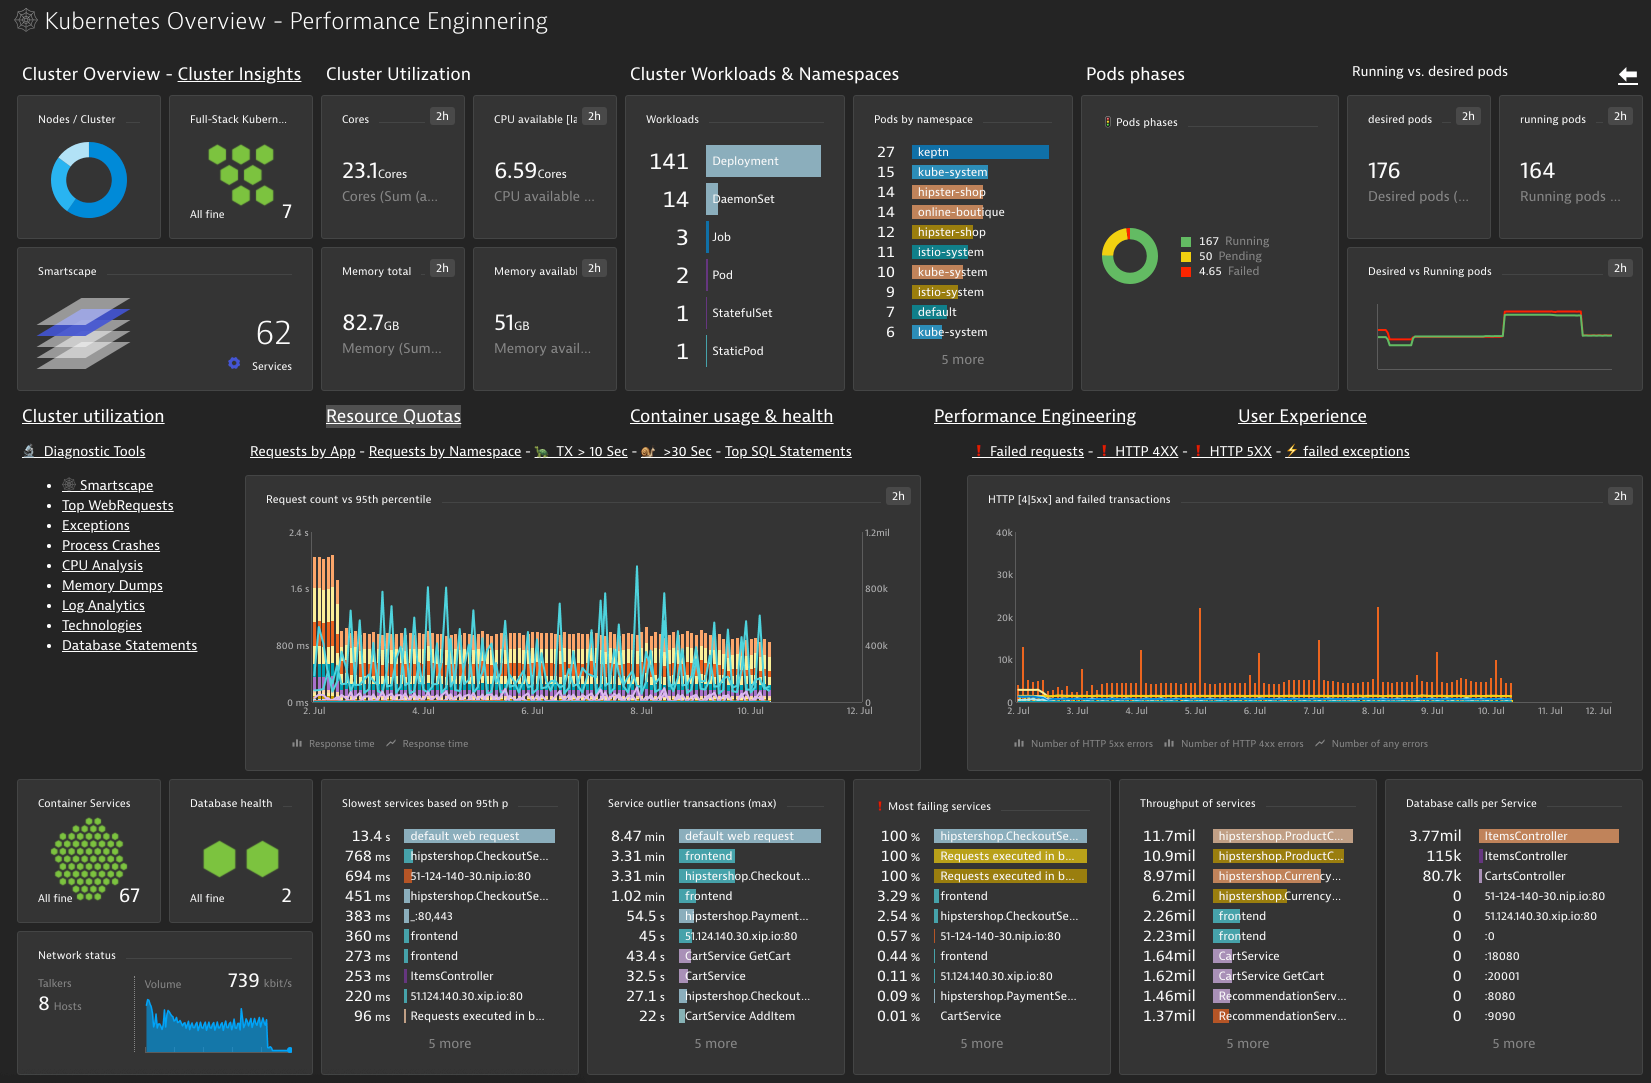 Kubernetes Overview - Performance Enginnering
Cluster Overview - Cluster Insights
Cluster Utilization
Cluster Workloads & Namespaces
Pods phases
Running vs. desired pods
Nodes / Cluster
Full-Stack Kubern...
All fine
7
Cores
2h
23.1Cores
Cores (Sum (a...
CPU available [la
2h
6.59Cores
CPU available ...
Workloads
141 Deployment
14 DaemonSet
3 Job
2 Pod
1 StatefulSet
1 StaticPod
Pods by namespace
27 keptn
15 kube-system
14 hipster-shop
14 online-boutique
12 hipster-shop
11 istio-system
10 kube-system
9 istio-system
7 default
6 kube-system
5 more
Pods phases
167 Running
50 Pending
4.65 Failed
desired pods
2h
176
Desired pods (...
running pods
2h
164
Running pods ...
Smartscape
62
Services
Memory total
2h
82.7GB
Memory (Sum...
Memory availabl
2h
51GB
Memory avail...
Desired vs Running pods
2h
Cluster utilization
Resource Quotas
Container usage & health
Performance Engineering
User Experience
Diagnostic Tools
Requests by App - Requests by Namespace - TX > 10 Sec - >30 Sec - Top SQL Statements
Failed requests - HTTP 4XX - HTTP 5XX - failed exceptions
• Smartscape
• Top WebRequests
• Exceptions
• Process Crashes
• CPU Analysis
• Memory Dumps
• Log Analytics
• Technologies
• Database Statements
Request count vs 95th percentile
2h
2.4 s
1.6 s
800 ms
0 ms
1.2mil
800k
400k
0
2. Jul 4. Jul 6. Jul 8. Jul 10. Jul 12. Jul
Response time Response time
HTTP [4|5xx] and failed transactions
2h
40k
30k
20k
10k
0
2. Jul 3. Jul 4. Jul 5. Jul 6. Jul 7. Jul 8. Jul 9. Jul 10. Jul 11. Jul 12. Jul
Number of HTTP 5xx errors Number of HTTP 4xx errors Number of any errors
Container Services
All fine
67
Database health
All fine
2
Network status
Talkers
8 Hosts
Volume
739 kbit/s
Slowest services based on 95th p
13.4 s default web request
768 ms hipstershop.CheckoutSe...
694 ms 51-124-140-30.nip.io:80
451 ms hipstershop.CheckoutSe...
383 ms _:80,443
360 ms frontend
273 ms frontend
253 ms ItemsController
220 ms 51.124.140.30.xip.io:80
96 ms Requests executed in b...
5 more
Service outlier transactions (max)
8.47 min default web request
3.31 min frontend
3.31 min hipstershop.Checkout...
1.02 min frontend
54.5 s hipstershop.Payment...
45 s 51.124.140.30.xip.io:80
43.4 s CartService GetCart
32.5 s CartService
27.1 s hipstershop.Checkout...
22 s CartService AddItem
5 more
Most failing services
100 % hipstershop.CheckoutSe...
100 % Requests executed in b...
100 % Requests executed in b...
3.29 % frontend
2.54 % hipstershop.CheckoutSe...
0.57 % 51-124-140-30.nip.io:80
0.44 % frontend
0.11 % 51.124.140.30.xip.io:80
0.09 % hipstershop.PaymentSe...
0.01 % CartService
5 more
Throughput of services
11.7mil hipstershop.ProductC...
10.9mil hipstershop.ProductC...
8.97mil hipstershop.Currency...
6.2mil hipstershop.Currency...
2.26mil frontend
2.23mil frontend
1.64mil CartService
1.62mil CartService GetCart
1.46mil RecommendationServ...
1.37mil RecommendationServ...
5 more
Database calls per Service
3.77mil ItemsController
115k ItemsController
80.7k CartsController
0 51-124-140-30.nip.io:80
0 51.124.140.30.xip.io:80
0 :0
0 :18080
0 :20001
0 :8080
0 :9090
5 more